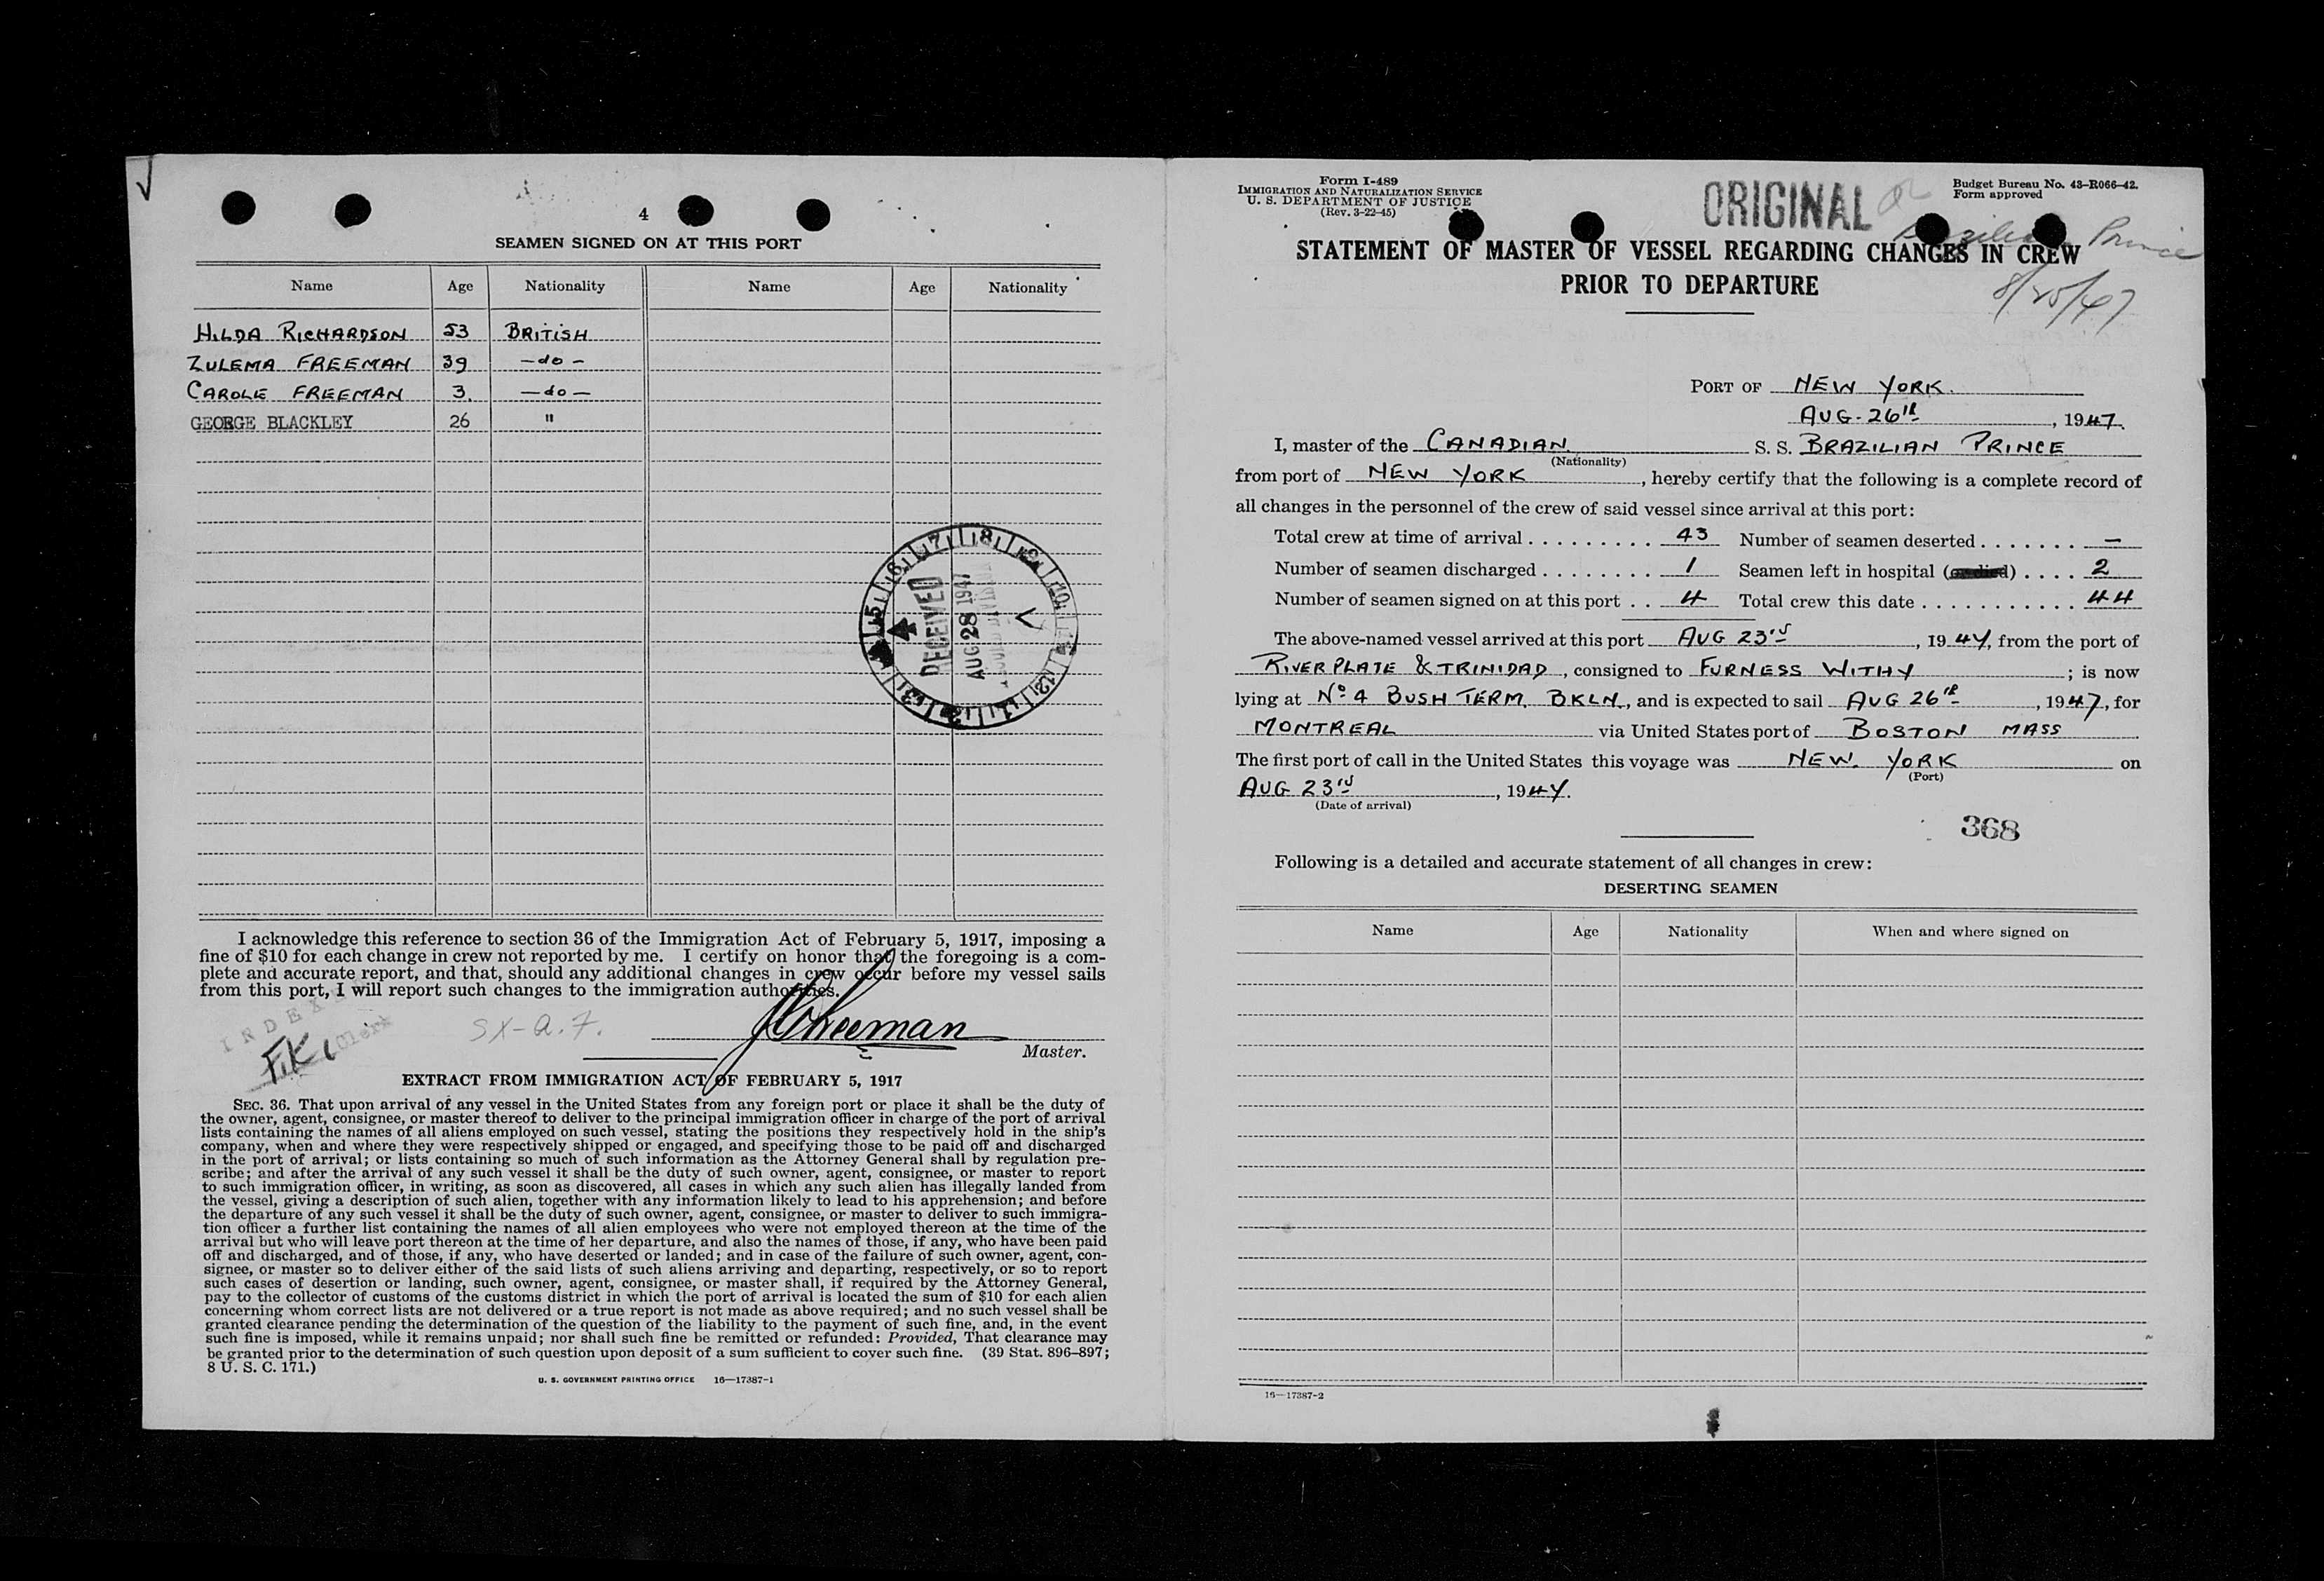 4
SEAMEN SIGNED ON AT THIS PORT
Name Age Nationality Name Age Nationality
HILDA RICHARDSON 53 BRITISH
ZULEMA FREEMAN 39 —do—
CAROLE FREEMAN 3. —do—
GEORGE BLACKLEY 26 "
RECEIVED
AUG 28 1947
I acknowledge this reference to section 36 of the Immigration Act of February 5, 1917, imposing a
fine of $10 for each change in crew not reported by me. I certify on honor that the foregoing is a com-
plete and accurate report, and that, should any additional changes in crew occur before my vessel sails
from this port, I will report such changes to the immigration authorities.
SX-a.7.
Clerk
Master.
EXTRACT FROM IMMIGRATION ACT OF FEBRUARY 5, 1917
SEC. 36. That upon arrival of any vessel in the United States from any foreign port or place it shall be the duty of
the owner, agent, consignee, or master thereof to deliver to the principal immigration officer in charge of the port of arrival
lists containing the names of all aliens employed on such vessel, stating the positions they respectively hold in the ship's
company, when and where they were respectively shipped or engaged, and specifying those to be paid off and discharged
in the port of arrival; or lists containing so much of such information as the Attorney General shall by regulation pre-
scribe; and after the arrival of any such vessel it shall be the duty of such owner, agent, consignee, or master to report
to such immigration officer, in writing, as soon as discovered, all cases in which any such alien has illegally landed from
the vessel, giving a description of such alien, together with any information likely to lead to his apprehension; and before
the departure of any such vessel it shall be the duty of such owner, agent, consignee, or master to deliver to such immigra-
tion officer a further list containing the names of all alien employees who were not employed thereon at the time of the
arrival but who will leave port thereon at the time of her departure, and also the names of those, if any, who have been paid
off and discharged, and of those, if any, who have deserted or landed; and in case of the failure of such owner, agent, con-
signee, or master so to deliver either of the said lists of such aliens arriving and departing, respectively, or so to report
such cases of desertion or landing, such owner, agent, consignee, or master shall, if required by the Attorney General,
pay to the collector of customs of the customs district in which the port of arrival is located the sum of $10 for each alien
concerning whom correct lists are not delivered or a true report is not made as above required; and no such vessel shall be
granted clearance pending the determination of the question of the liability to the payment of such fine, and, in the event
such fine is imposed, while it remains unpaid; nor shall such fine be remitted or refunded: Provided, That clearance may
be granted prior to the determination of such question upon deposit of a sum sufficient to cover such fine. (39 Stat. 896–897;
8 U. S. C. 171.)
U. S. GOVERNMENT PRINTING OFFICE 16—17387-1
Form I-489
IMMIGRATION AND NATURALIZATION SERVICE
U. S. DEPARTMENT OF JUSTICE
(Rev. 3-22-45)
ORIGINAL
Budget Bureau No. 43-R066-42.
Form approved
Brazilian Prince
8/25/47
STATEMENT OF MASTER OF VESSEL REGARDING CHANGES IN CREW
PRIOR TO DEPARTURE
PORT OF NEW YORK.
AUG. 26th, 1947.
I, master of the CANADIAN S. S. BRAZILIAN PRINCE
(Nationality)
from port of NEW YORK, hereby certify that the following is a complete record of
all changes in the personnel of the crew of said vessel since arrival at this port:
Total crew at time of arrival . . . . . . . . . 43 Number of seamen deserted . . . . . . . —
Number of seamen discharged . . . . . . . . 1 Seamen left in hospital ( ) . . . . 2
Number of seamen signed on at this port . . 4 Total crew this date . . . . . . . . . . . 44
The above-named vessel arrived at this port AUG 23rd, 1947, from the port of
RIVER PLATE & TRINIDAD, consigned to FURNESS WITHY; is now
lying at No 4 BUSH TERM. BKLN, and is expected to sail AUG 26th, 1947, for
MONTREAL via United States port of BOSTON MASS
The first port of call in the United States this voyage was NEW. YORK on
(Port)
AUG 23rd, 1947.
(Date of arrival)
368
Following is a detailed and accurate statement of all changes in crew:
DESERTING SEAMEN
Name Age Nationality When and where signed on
16—17387-2